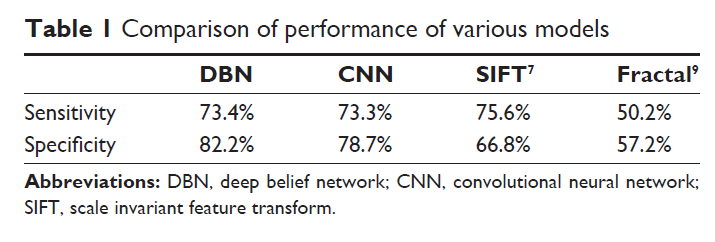 Table 1 Comparison of performance of various models
DBN CNN SIFT7 Fractal9
Sensitivity 73.4% 73.3% 75.6% 50.2%
Specificity 82.2% 78.7% 66.8% 57.2%
Abbreviations: DBN, deep belief network; CNN, convolutional neural network;
SIFT, scale invariant feature transform.